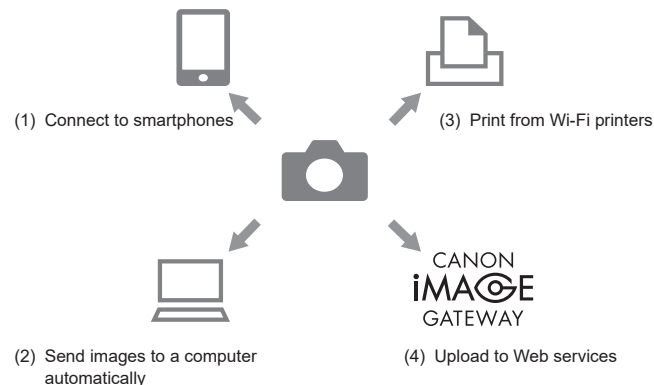 (1) Connect to smartphones
(3) Print from Wi-Fi printers
CANON
iMAGE
GATEWAY
(2) Send images to a computer
automatically
(4) Upload to Web services